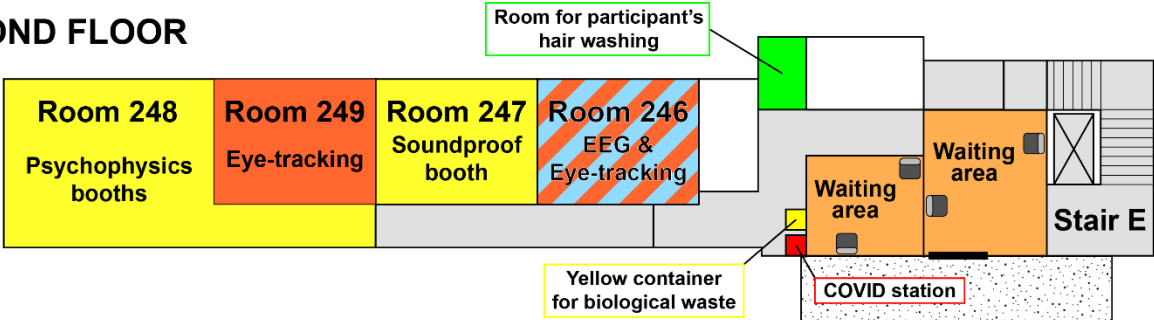 OND FLOOR
Room for participant's
hair washing
Room 248
Psychophysics
booths
Room 249
Eye-tracking
Room 247
Soundproof
booth
Room 246
EEG &
Eye-tracking
Waiting
area
Waiting
area
Stair E
Yellow container
for biological waste
COVID station